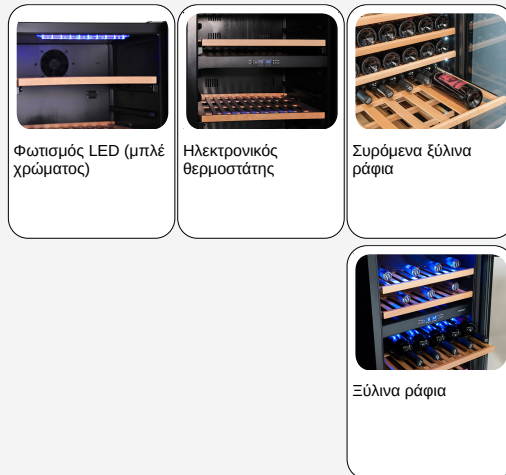 Φωτισμός LED (μπλέ
χρώματος)
Ηλεκτρονικός
θερμοστάτης
Συρόμενα ξύλινα
ράφια
Ξύλινα ράφια